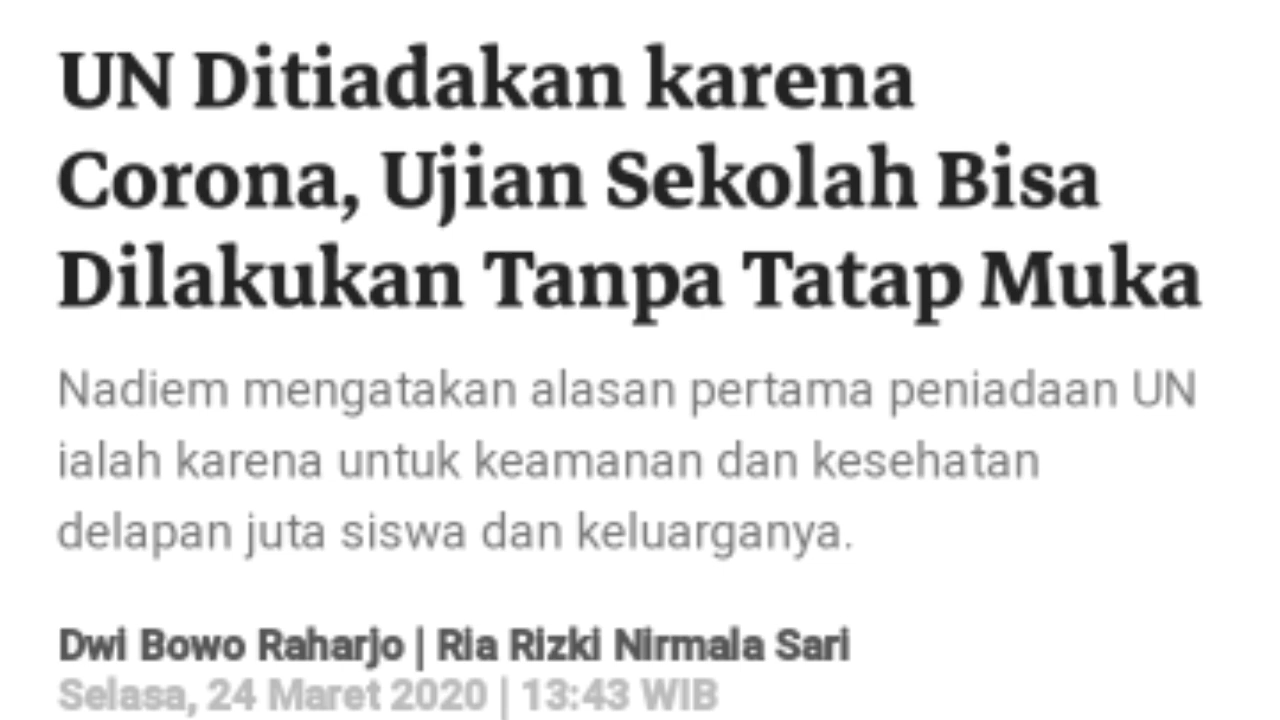 UN Ditiadakan karena
Corona, Ujian Sekolah Bisa
Dilakukan Tanpa Tatap Muka
Nadiem mengatakan alasan pertama peniadaan UN
ialah karena untuk keamanan dan kesehatan
delapan juta siswa dan keluarganya.
Dwi Bowo Raharjo | Ria Rizki Nirmala Sari
Selasa, 24 Maret 2020 | 13:43 WIB